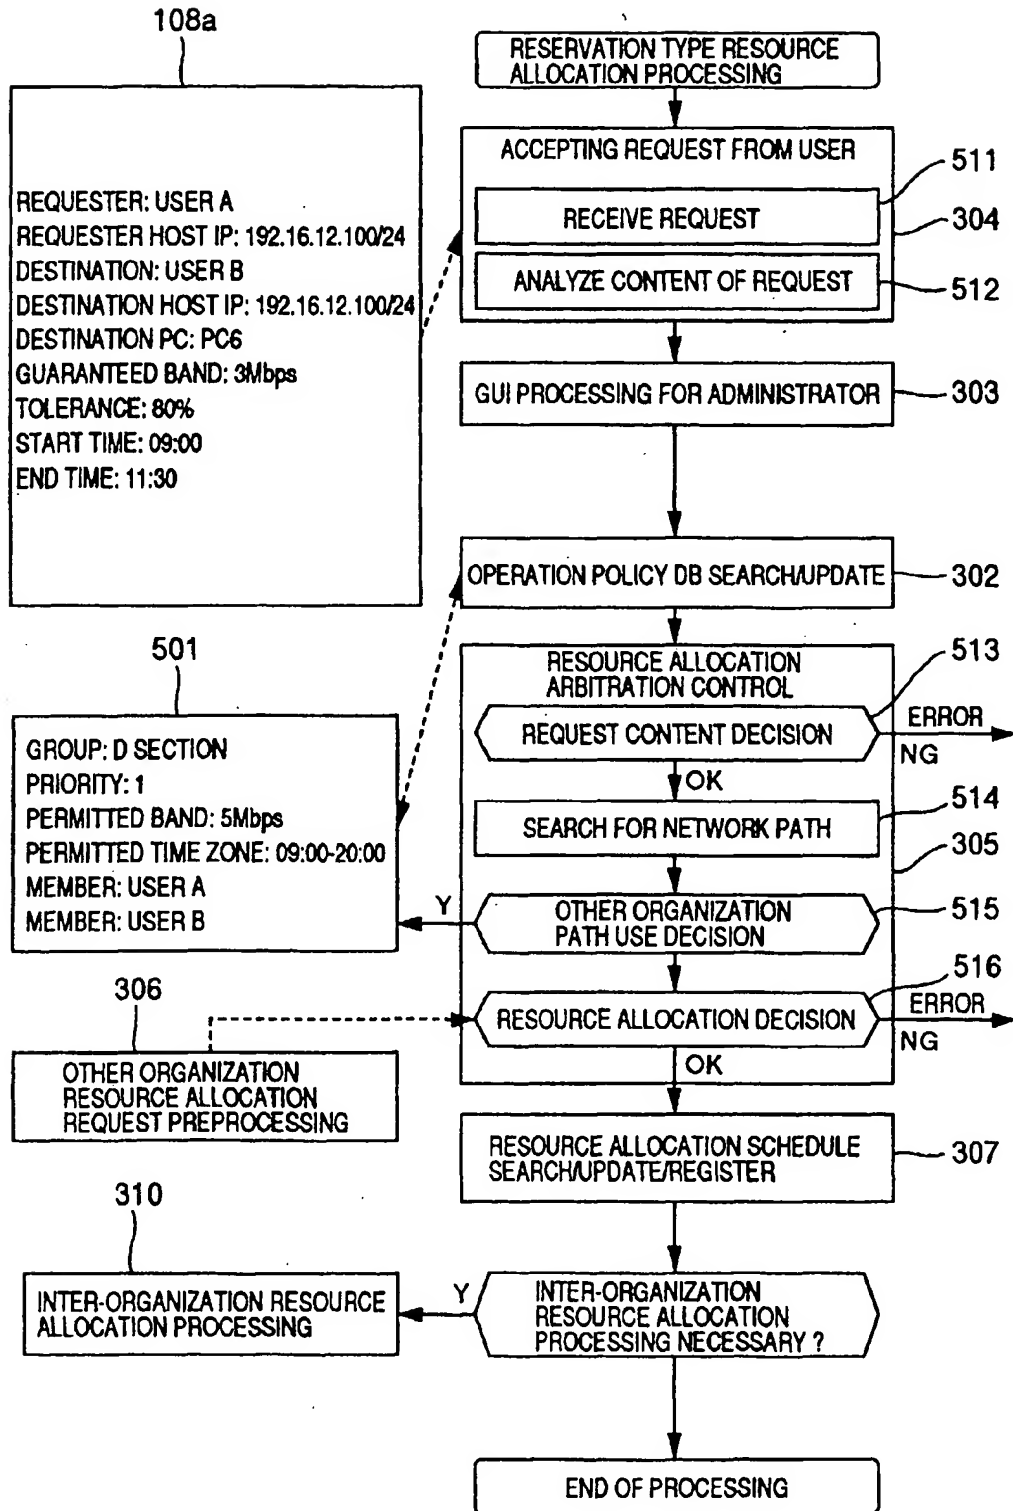 108a
RESERVATION TYPE RESOURCE
ALLOCATION PROCESSING
REQUESTER: USER A
REQUESTER HOST IP: 192.16.12.100/24
DESTINATION: USER B
DESTINATION HOST IP: 192.16.12.100/24
DESTINATION PC: PC6
GUARANTEED BAND: 3Mbps
TOLERANCE: 80%
START TIME: 09:00
END TIME: 11:30
ACCEPTING REQUEST FROM USER
511
RECEIVE REQUEST
304
ANALYZE CONTENT OF REQUEST
512
GUI PROCESSING FOR ADMINISTRATOR
303
OPERATION POLICY DB SEARCH/UPDATE
302
501
GROUP: D SECTION
PRIORITY: 1
PERMITTED BAND: 5Mbps
PERMITTED TIME ZONE: 09:00-20:00
MEMBER: USER A
MEMBER: USER B
RESOURCE ALLOCATION
ARBITRATION CONTROL
513
REQUEST CONTENT DECISION
ERROR
NG
OK
514
SEARCH FOR NETWORK PATH
305
Y
OTHER ORGANIZATION
PATH USE DECISION
515
516
306
RESOURCE ALLOCATION DECISION
ERROR
NG
OK
OTHER ORGANIZATION
RESOURCE ALLOCATION
REQUEST PREPROCESSING
RESOURCE ALLOCATION SCHEDULE
SEARCH/UPDATE/REGISTER
307
310
INTER-ORGANIZATION RESOURCE
ALLOCATION PROCESSING
Y
INTER-ORGANIZATION
RESOURCE ALLOCATION
PROCESSING NECESSARY ?
END OF PROCESSING